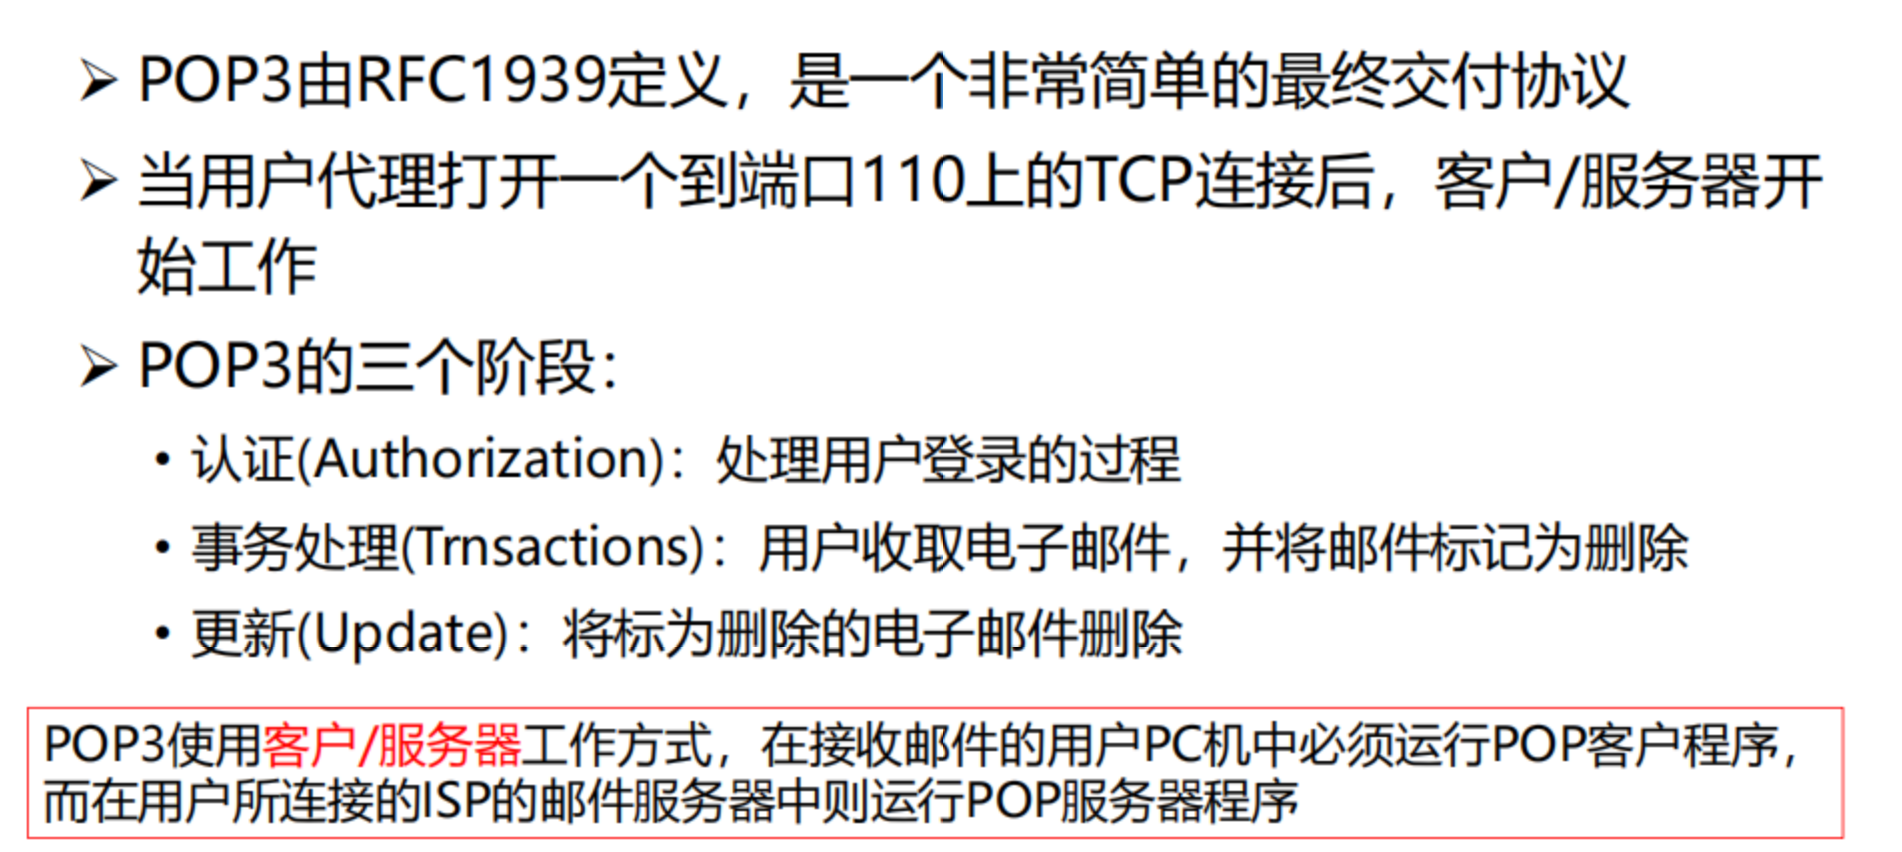 ➢ POP3由RFC1939定义，是一个非常简单的最终交付协议
➢ 当用户代理打开一个到端口110上的TCP连接后，客户/服务器开
始工作
➢ POP3的三个阶段：
• 认证(Authorization)：处理用户登录的过程
• 事务处理(Trnsactions)：用户收取电子邮件，并将邮件标记为删除
• 更新(Update)：将标为删除的电子邮件删除
POP3使用客户/服务器工作方式，在接收邮件的用户PC机中必须运行POP客户程序，
而在用户所连接的ISP的邮件服务器中则运行POP服务器程序